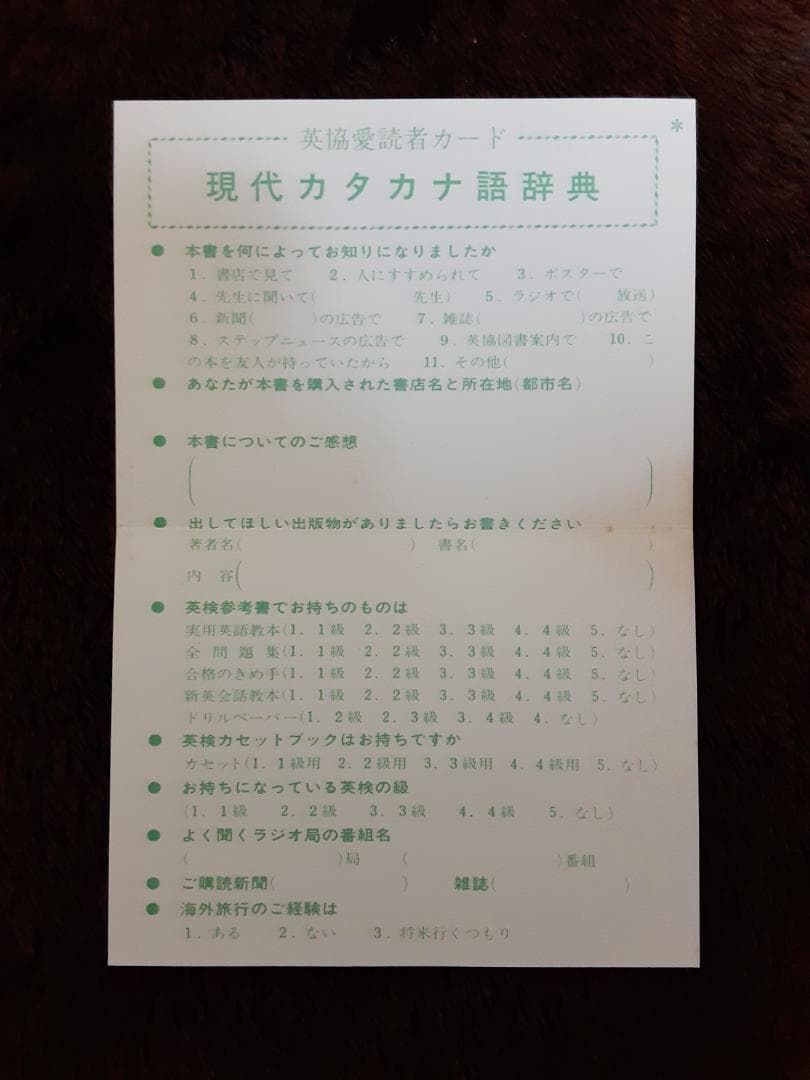 英協愛読者カード
*
現代カタカナ語辞典
● 本書を何によってお知りになりましたか
1．書店で見て 2．人にすすめられて 3．ポスターで
4．先生に聞いて( 先生) 5．ラジオで( 放送)
6．新聞( )の広告で 7．雑誌( )の広告で
8．ステップニュースの広告で 9．英協図書案内で 10．こ
の本を友人が持っていたから 11．その他( )
● あなたが本書を購入された書店名と所在地(都市名)
● 本書についてのご感想
( )
● 出してほしい出版物がありましたらお書きください
著者名( ) 書名( )
内 容( )
● 英検参考書でお持ちのものは
実用英語教本(1．1級 2．2級 3．3級 4．4級 5．なし)
全 問 題 集(1．1級 2．2級 3．3級 4．4級 5．なし)
合格のきめ手(1．1級 2．2級 3．3級 4．4級 5．なし)
新英会話教本(1．1級 2．2級 3．3級 4．4級 5．なし)
ドリルペーパー(1．2級 2．3級 3．4級 4．なし)
● 英検カセットブックはお持ちですか
カセット(1．1級用 2．2級用 3．3級用 4．4級用 5．なし)
● お持ちになっている英検の級
(1．1級 2．2級 3．3級 4．4級 5．なし)
● よく聞くラジオ局の番組名
( )局 ( )番組
● ご購読新聞( ) 雑誌( )
● 海外旅行のご経験は
1．ある 2．ない 3．将来行くつもり